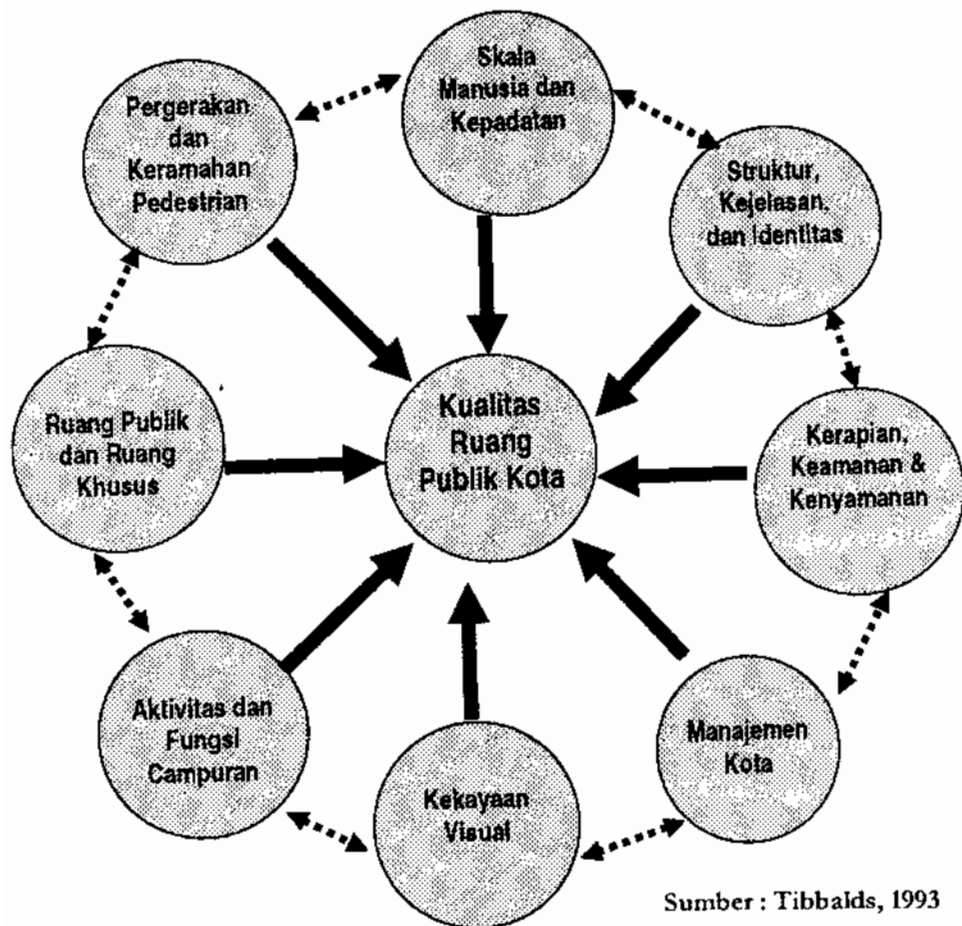 Skala
Manusia dan
Kepadatan
Pergerakan
dan
Keramahan
Pedestrian
Struktur,
Kejelasan,
dan Identitas
Kualitas
Ruang
Publik Kota
Ruang Publik
dan Ruang
Khusus
Kerapian,
Keamanan &
Kenyamanan
Aktivitas dan
Fungsi
Campuran
Kekayaan
Visual
Manajemen
Kota
Sumber : Tibbalds, 1993